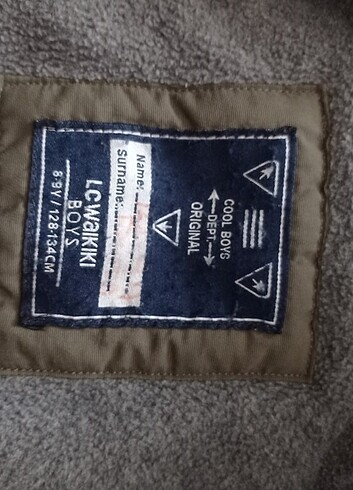 COOL BOYS
DEPT.
ORIGINAL
Name:
Surname:
LCWaikiki
BOYS
8-9Y/128-134CM